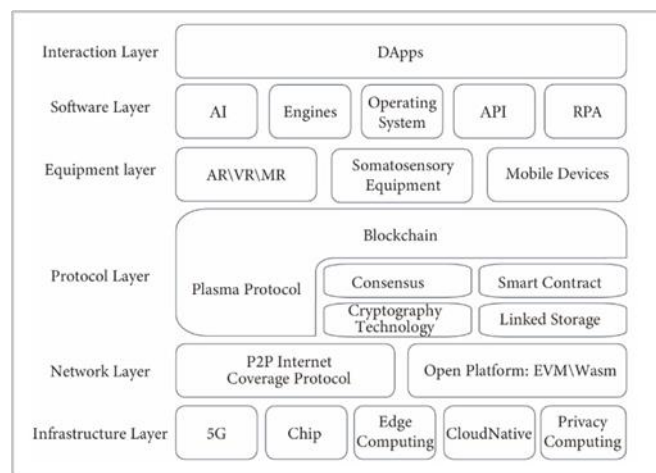 Interaction Layer
DApps
Software Layer
AI
Engines
Operating
System
API
RPA
Equipment layer
AR\VR\MR
Somatosensory
Equipment
Mobile Devices
Protocol Layer
Blockchain
Plasma Protocol
Consensus
Smart Contract
Cryptography
Technology
Linked Storage
Network Layer
P2P Internet
Coverage Protocol
Open Platform: EVM\Wasm
Infrastructure Layer
5G
Chip
Edge
Computing
CloudNative
Privacy
Computing